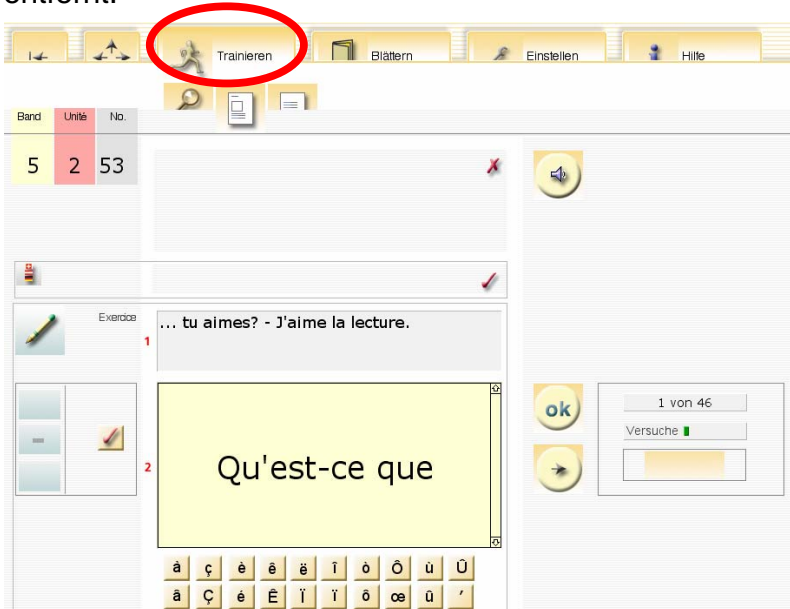 entfernt.
Trainieren Blättern Einstellen Hilfe
Band Unité No.
5 2 53
Exercice
1 ... tu aimes? - J'aime la lecture.
ok 1 von 46
Versuche
2 Qu'est-ce que
à ç è ê ë î ò Ô ù Û
â Ç é Ê Ï ï ô œ û ’